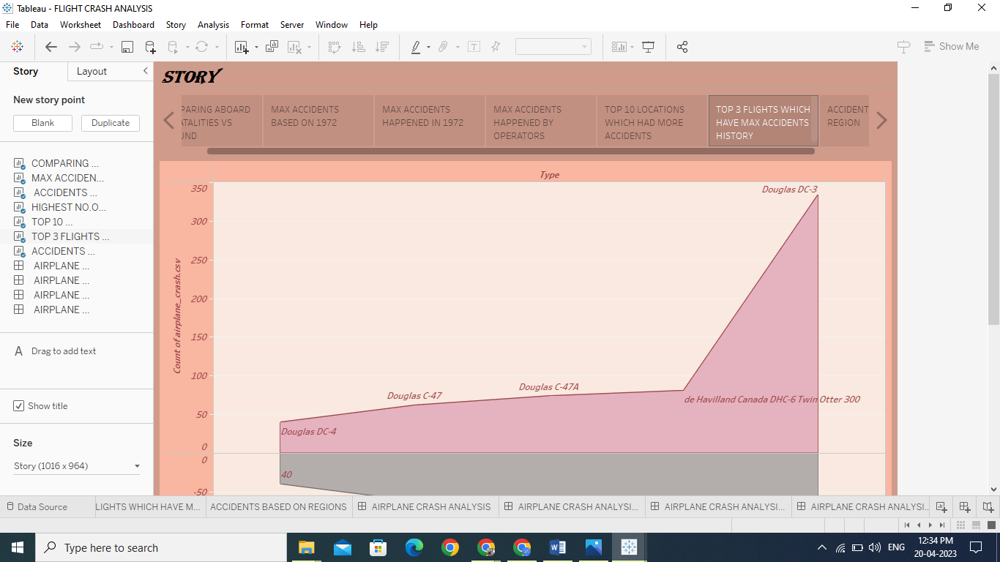 Tableau - FLIGHT CRASH ANALYSIS
File Data Worksheet Dashboard Story Analysis Format Server Window Help
Show Me
Story Layout
New story point
Blank Duplicate
COMPARING ...
MAX ACCIDEN...
ACCIDENTS ...
HIGHEST NO.O...
TOP 10 ...
TOP 3 FLIGHTS ...
ACCIDENTS ...
AIRPLANE ...
AIRPLANE ...
AIRPLANE ...
AIRPLANE ...
A Drag to add text
Show title
Size
Story (1016 x 964)
STORY
PARING ABOARD
ATALITIES VS
UND
MAX ACCIDENTS
BASED ON 1972
MAX ACCIDENTS
HAPPENED IN 1972
MAX ACCIDENTS
HAPPENED BY
OPERATORS
TOP 10 LOCATIONS
WHICH HAD MORE
ACCIDENTS
TOP 3 FLIGHTS WHICH
HAVE MAX ACCIDENTS
HISTORY
ACCIDENT
REGION
Type
Count of airplane_crash.csv
350
300
250
200
150
100
50
0
0
-50
Douglas DC-3
Douglas C-47
Douglas C-47A
de Havilland Canada DHC-6 Twin Otter 300
Douglas DC-4
40
Data Source LIGHTS WHICH HAVE M... ACCIDENTS BASED ON REGIONS AIRPLANE CRASH ANALYSIS AIRPLANE CRASH ANALYSI... AIRPLANE CRASH ANALYSI... AIRPLANE CRASH ANALYSI...
Type here to search
ENG
12:34 PM
20-04-2023